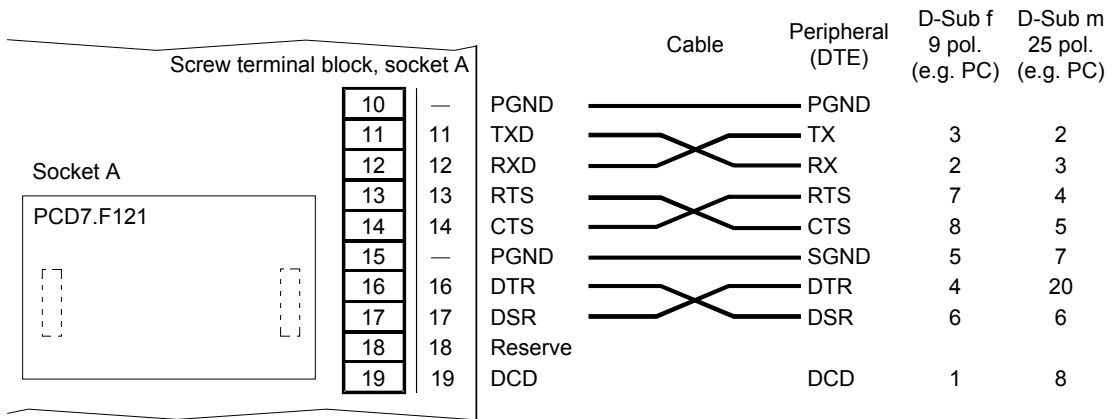 D-Sub f D-Sub m
Cable Peripheral 9 pol. 25 pol.
(DTE) (e.g. PC) (e.g. PC)
Screw terminal block, socket A
10 — PGND PGND
11 11 TXD TX 3 2
12 12 RXD RX 2 3
Socket A
13 13 RTS RTS 7 4
PCD7.F121
14 14 CTS CTS 8 5
15 — PGND SGND 5 7
16 16 DTR DTR 4 20
17 17 DSR DSR 6 6
18 18 Reserve
19 19 DCD DCD 1 8